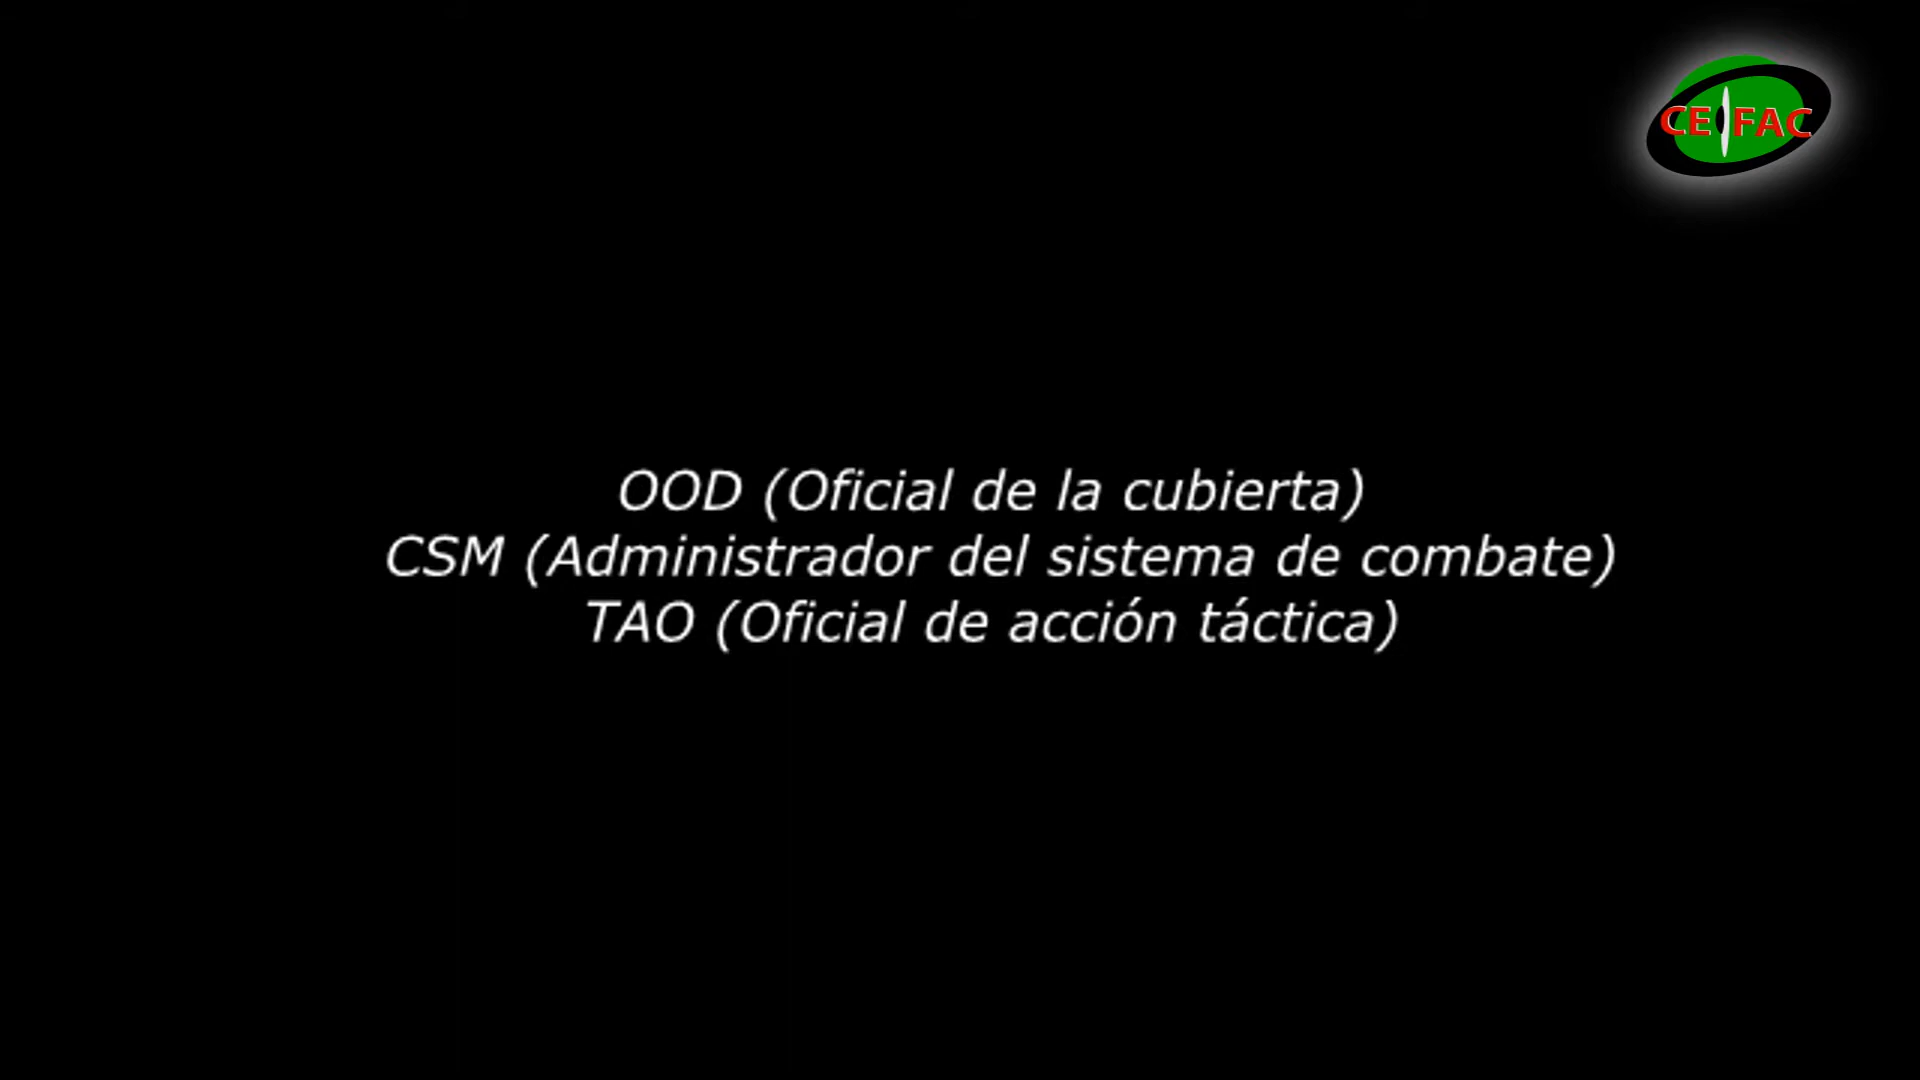 CEFAC
OOD (Oficial de la cubierta)
CSM (Administrador del sistema de combate)
TAO (Oficial de acción táctica)